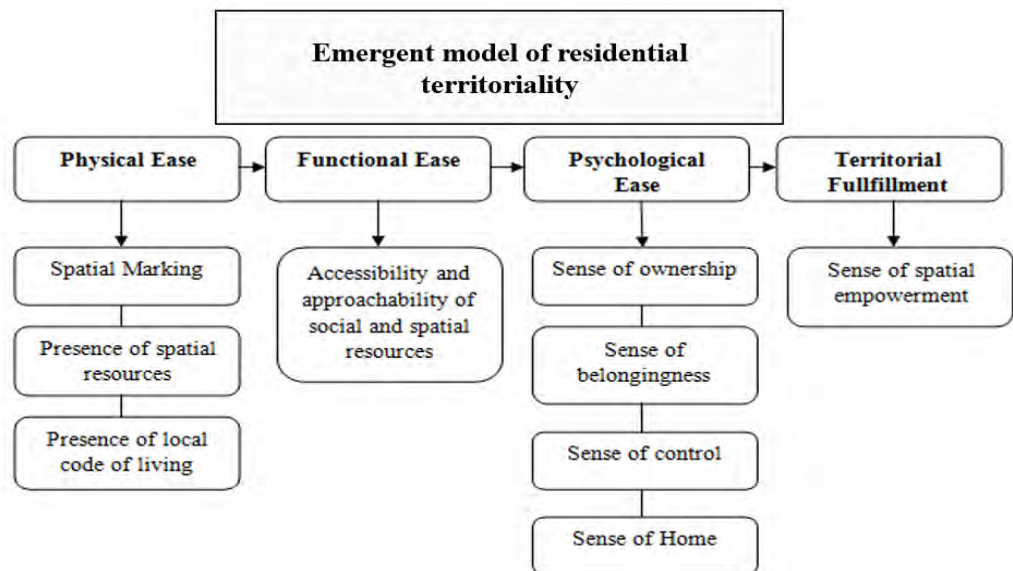 Emergent model of residential
territoriality
Physical Ease
Functional Ease
Psychological
Ease
Territorial
Fullfillment
Spatial Marking
Presence of spatial
resources
Presence of local
code of living
Accessibility and
approachability of
social and spatial
resources
Sense of ownership
Sense of
belongingness
Sense of control
Sense of Home
Sense of spatial
empowerment